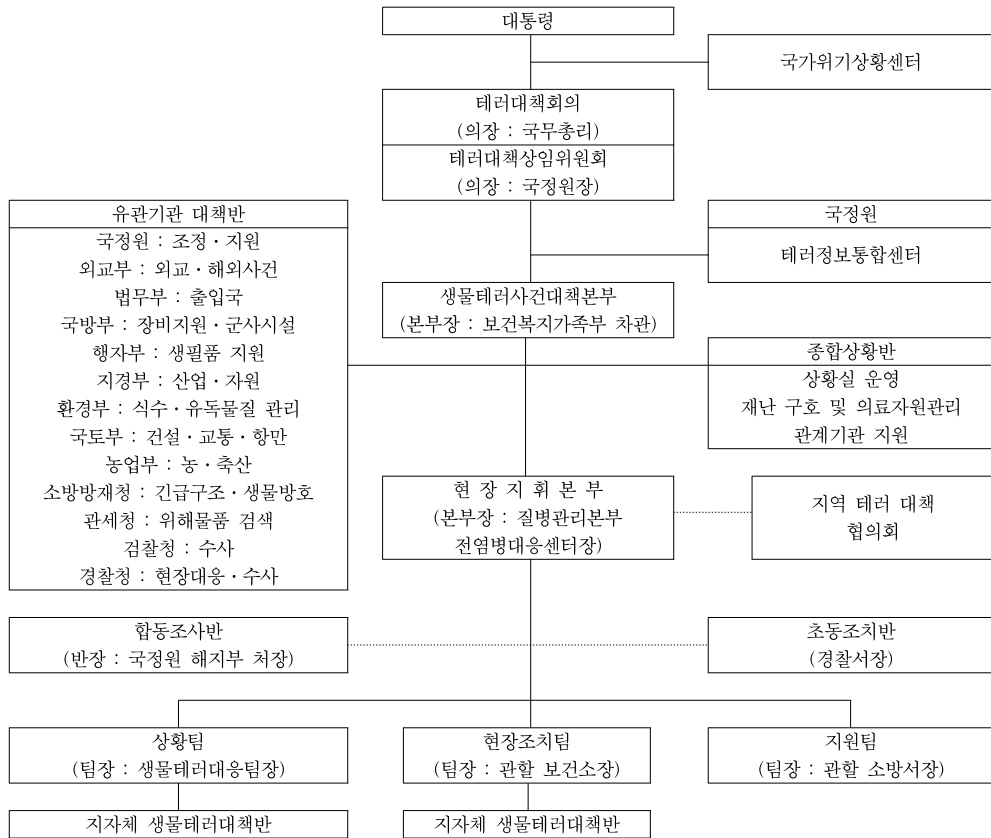 대통령
국가위기상황센터
테러대책회의
(의장 : 국무총리)
테러대책상임위원회
(의장 : 국정원장)
유관기관 대책반
국정원 : 조정·지원
외교부 : 외교·해외사건
법무부 : 출입국
국방부 : 장비지원·군사시설
행자부 : 생필품 지원
지경부 : 산업·자원
환경부 : 식수·유독물질 관리
국토부 : 건설·교통·항만
농업부 : 농·축산
소방방재청 : 긴급구조·생물방호
관세청 : 위해물품 검색
검찰청 : 수사
경찰청 : 현장대응·수사
국정원
테러정보통합센터
생물테러사건대책본부
(본부장 : 보건복지가족부 차관)
종합상황반
상황실 운영
재난 구호 및 의료자원관리
관계기관 지원
현 장 지 휘 본 부
(본부장 : 질병관리본부
전염병대응센터장)
지역 테러 대책
협의회
합동조사반
(반장 : 국정원 해지부 처장)
초동조치반
(경찰서장)
상황팀
(팀장 : 생물테러대응팀장)
현장조치팀
(팀장 : 관할 보건소장)
지원팀
(팀장 : 관할 소방서장)
지자체 생물테러대책반
지자체 생물테러대책반